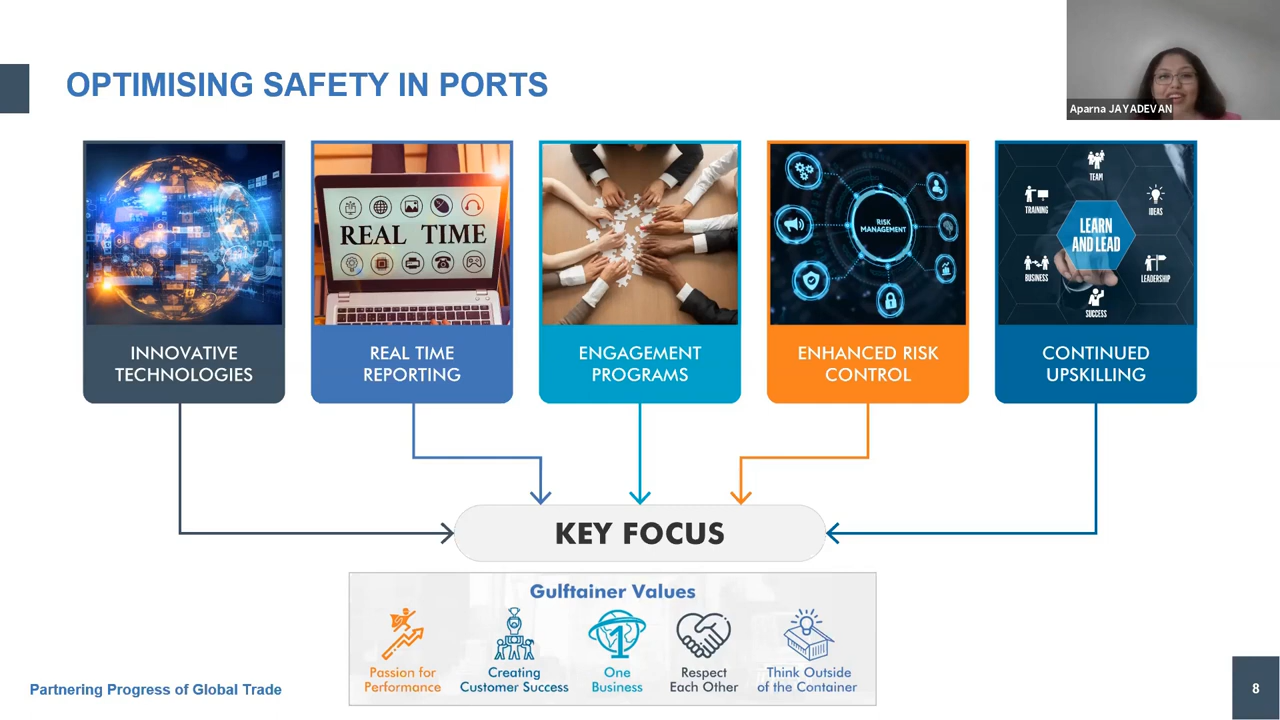 Aparna JAYADEVAN
OPTIMISING SAFETY IN PORTS
REAL TIME
RISK
MANAGEMENT
TEAM
TRAINING
IDEAS
LEARN
AND LEAD
BUSINESS
LEADERSHIP
SUCCESS
INNOVATIVE
TECHNOLOGIES
REAL TIME
REPORTING
ENGAGEMENT
PROGRAMS
ENHANCED RISK
CONTROL
CONTINUED
UPSKILLING
KEY FOCUS
Gulftainer Values
1
Passion for
Performance
Creating
Customer Success
One
Business
Respect
Each Other
Think Outside
of the Container
Partnering Progress of Global Trade
8